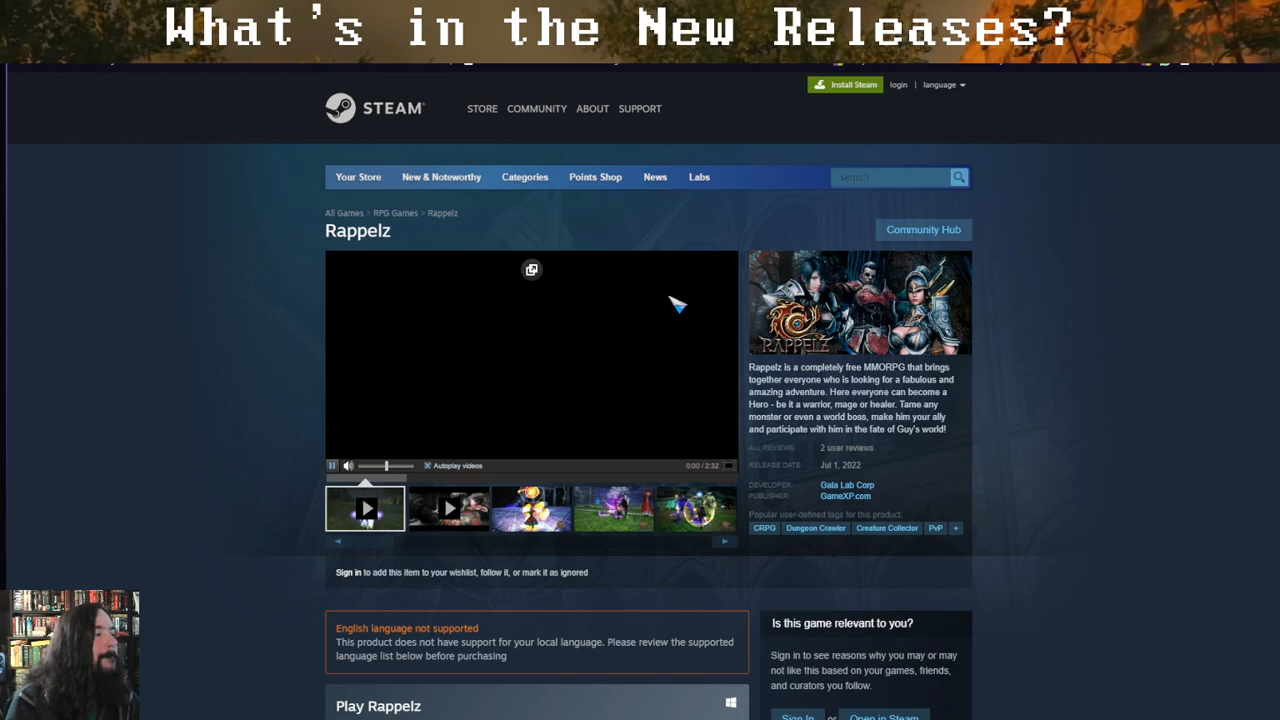 What's in the New Releases?
Install Steam login | language
STEAM STORE COMMUNITY ABOUT SUPPORT
Your Store New & Noteworthy Categories Points Shop News Labs search
All Games > RPG Games > Rappelz
Rappelz
Community Hub
RAPPELZ
Rappelz is a completely free MMORPG that brings
together everyone who is looking for a fabulous and
amazing adventure. Here everyone can become a
Hero - be it a warrior, mage or healer. Tame any
monster or even a world boss, make him your ally
and participate with him in the fate of Guy's world!
ALL REVIEWS: 2 user reviews
RELEASE DATE: Jul 1, 2022
DEVELOPER: Gala Lab Corp
PUBLISHER: GameXP.com
Popular user-defined tags for this product:
CRPG Dungeon Crawler Creature Collector PvP +
Autoplay videos 0:00 / 2:32
Sign in to add this item to your wishlist, follow it, or mark it as ignored
English language not supported
This product does not have support for your local language. Please review the supported
language list below before purchasing
Play Rappelz
Is this game relevant to you?
Sign in to see reasons why you may or may
not like this based on your games, friends,
and curators you follow.
Sign In or Open in Steam